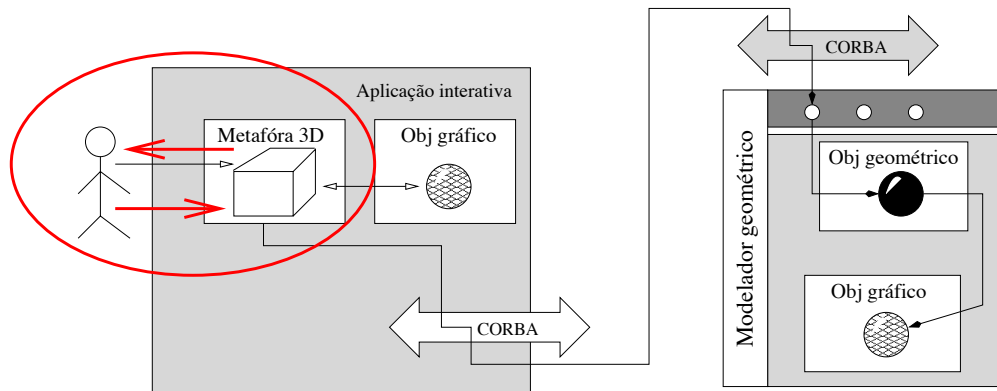 Aplicação interativa
Metafóra 3D
Obj gráfico
CORBA
CORBA
Modelador geométrico
Obj geométrico
Obj gráfico